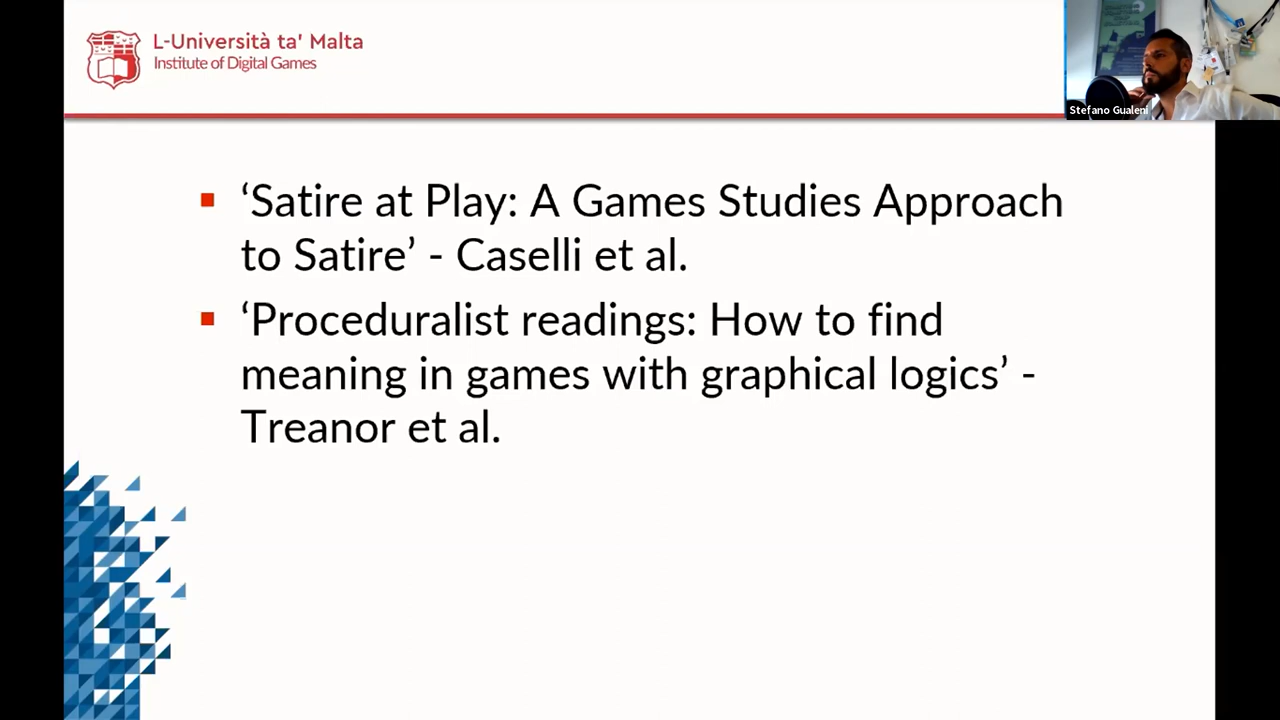 L-Università ta' Malta
Institute of Digital Games
Stefano Gualeni
‘Satire at Play: A Games Studies Approach
to Satire’ - Caselli et al.
‘Proceduralist readings: How to find
meaning in games with graphical logics’ -
Treanor et al.